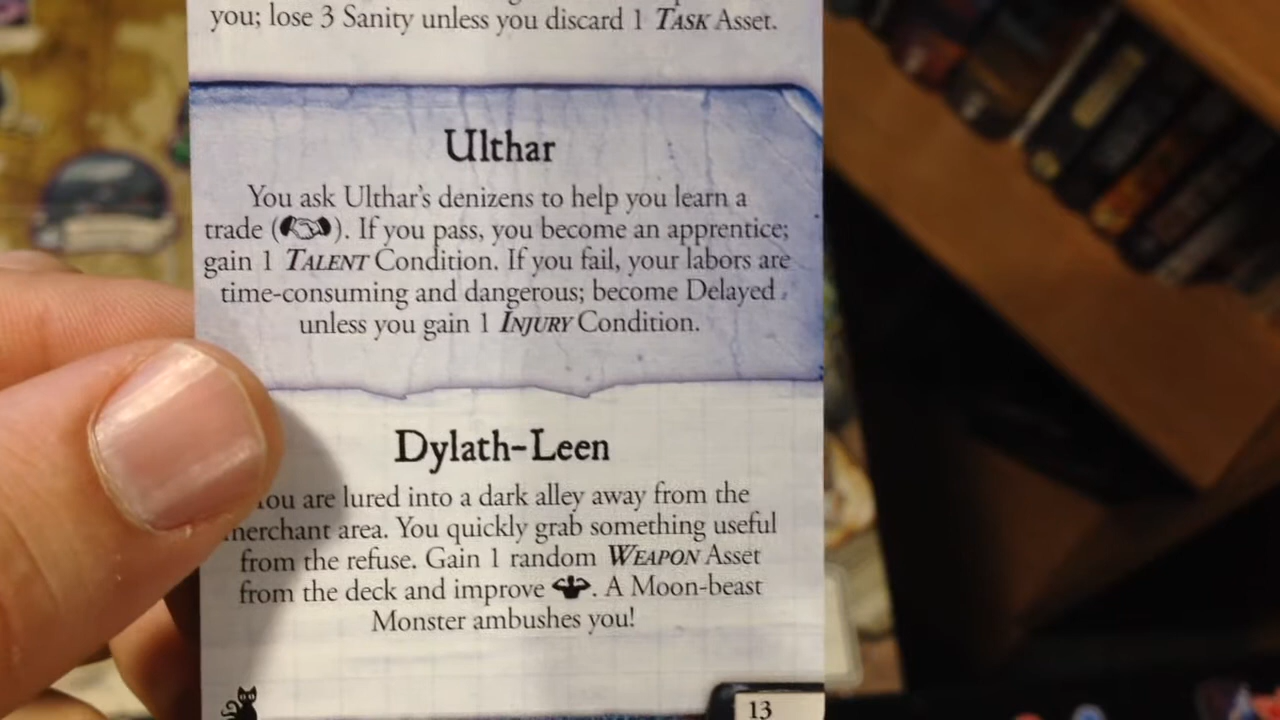 you; lose 3 Sanity unless you discard 1 TASK Asset.
Ulthar
You ask Ulthar's denizens to help you learn a
trade ( ). If you pass, you become an apprentice;
gain 1 TALENT Condition. If you fail, your labors are
time-consuming and dangerous; become Delayed
unless you gain 1 INJURY Condition.
Dylath-Leen
You are lured into a dark alley away from the
merchant area. You quickly grab something useful
from the refuse. Gain 1 random WEAPON Asset
from the deck and improve . A Moon-beast
Monster ambushes you!
13